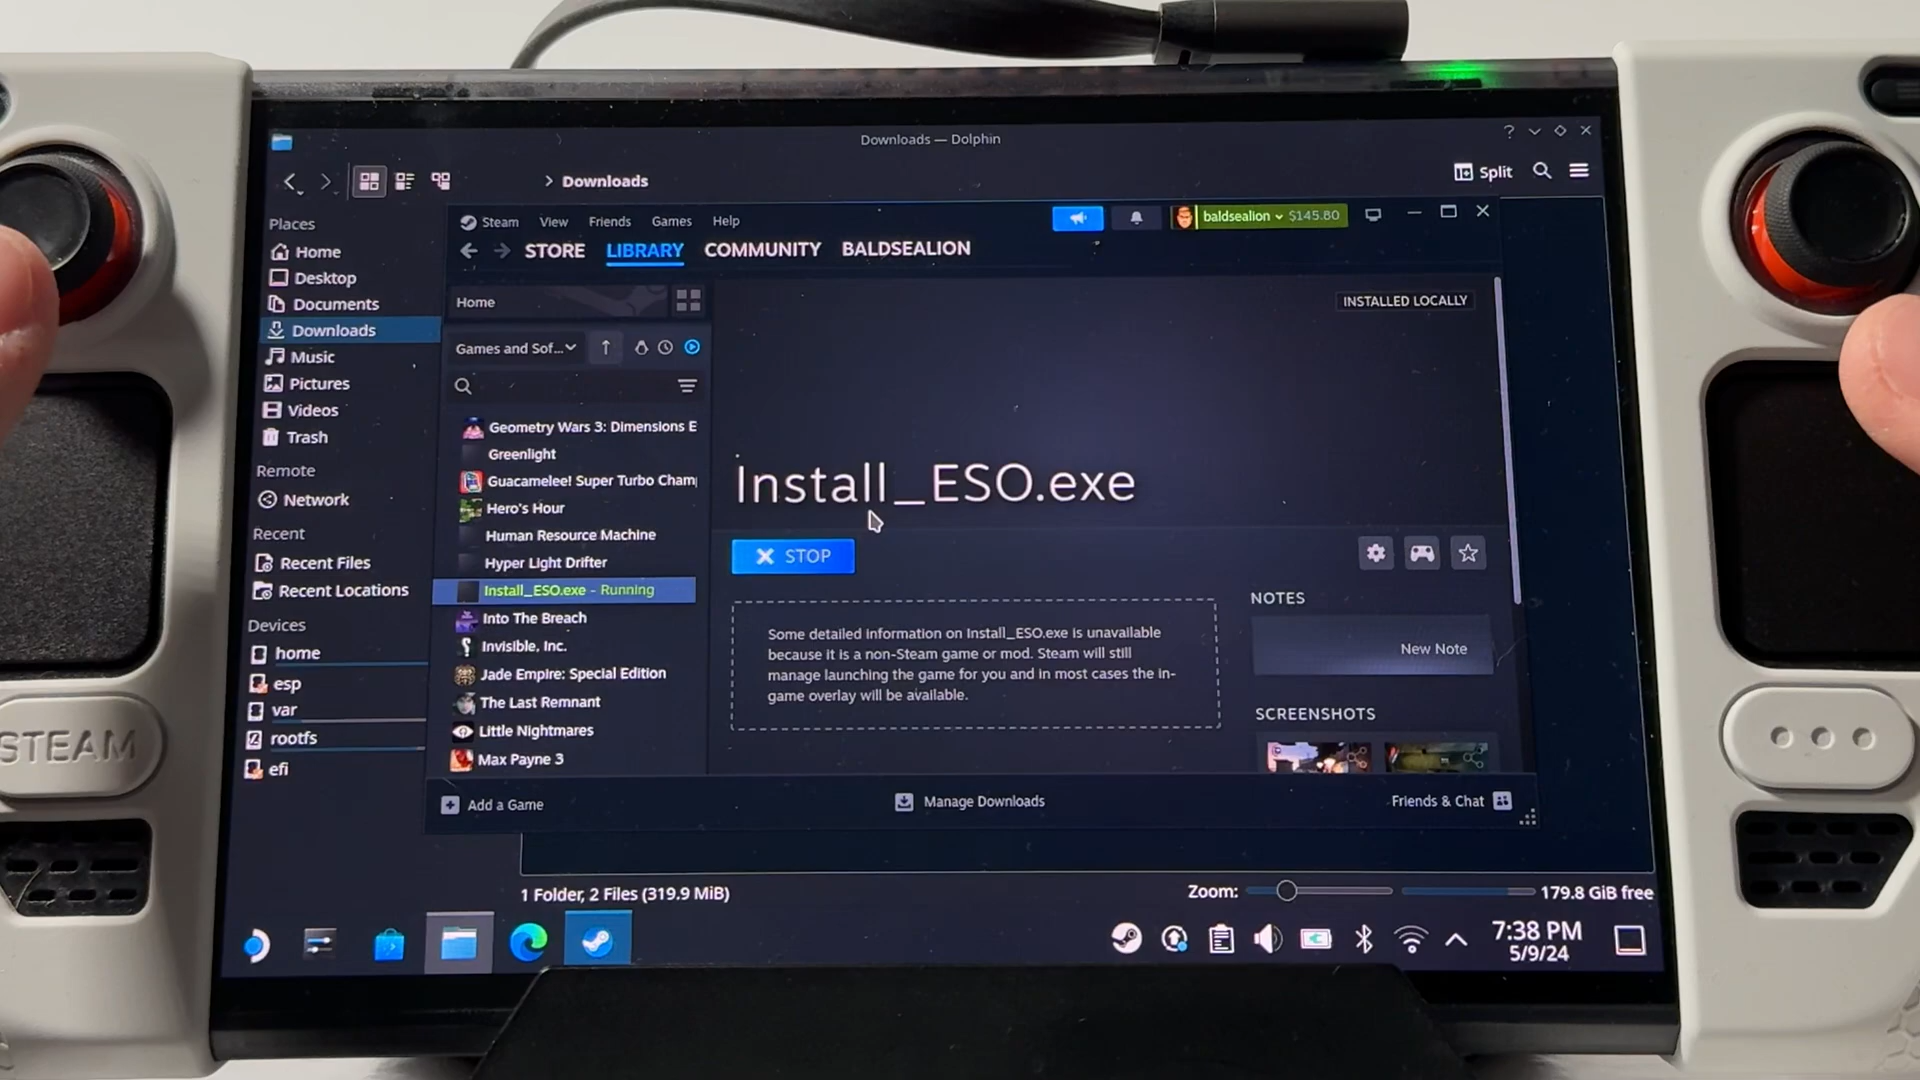 Downloads — Dolphin
?
> Downloads
Split
Places
Home
Desktop
Documents
Downloads
Music
Pictures
Videos
Trash
Remote
Network
Recent
Recent Files
Recent Locations
Devices
home
esp
var
rootfs
efi
Steam View Friends Games Help
baldsealion $145.80
STORE LIBRARY COMMUNITY BALDSEALION
Home
Games and Sof...
Geometry Wars 3: Dimensions E
Greenlight
Guacamelee! Super Turbo Cham
Hero's Hour
Human Resource Machine
Hyper Light Drifter
Install_ESO.exe - Running
Into The Breach
Invisible, Inc.
Jade Empire: Special Edition
The Last Remnant
Little Nightmares
Max Payne 3
INSTALLED LOCALLY
Install_ESO.exe
STOP
Some detailed information on Install_ESO.exe is unavailable
because it is a non-Steam game or mod. Steam will still
manage launching the game for you and in most cases the in-
game overlay will be available.
NOTES
New Note
SCREENSHOTS
Add a Game
Manage Downloads
Friends & Chat
1 Folder, 2 Files (319.9 MiB)
Zoom:
179.8 GiB free
7:38 PM
5/9/24
STEAM